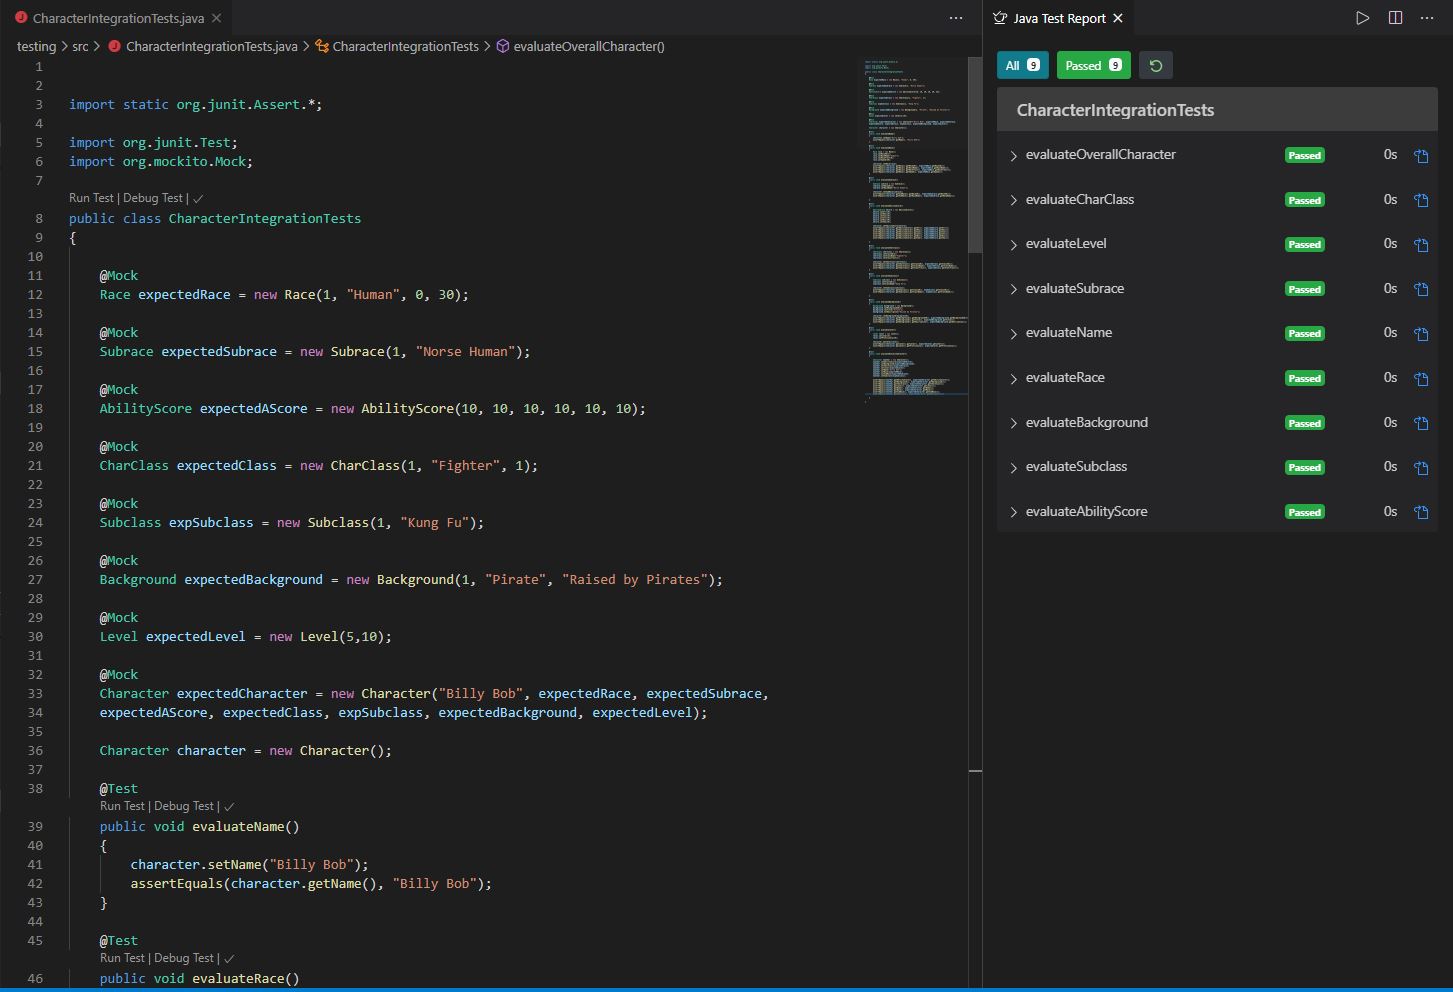 CharacterIntegrationTests.java
testing > src > CharacterIntegrationTests.java > CharacterIntegrationTests > evaluateOverallCharacter()
1
2
3 import static org.junit.Assert.*;
4
5 import org.junit.Test;
6 import org.mockito.Mock;
7
Run Test | Debug Test |
8 public class CharacterIntegrationTests
9 {
10
11 @Mock
12 Race expectedRace = new Race(1, "Human", 0, 30);
13
14 @Mock
15 Subrace expectedSubrace = new Subrace(1, "Norse Human");
16
17 @Mock
18 AbilityScore expectedAScore = new AbilityScore(10, 10, 10, 10, 10, 10);
19
20 @Mock
21 CharClass expectedClass = new CharClass(1, "Fighter", 1);
22
23 @Mock
24 Subclass expSubclass = new Subclass(1, "Kung Fu");
25
26 @Mock
27 Background expectedBackground = new Background(1, "Pirate", "Raised by Pirates");
28
29 @Mock
30 Level expectedLevel = new Level(5,10);
31
32 @Mock
33 Character expectedCharacter = new Character("Billy Bob", expectedRace, expectedSubrace,
34 expectedAScore, expectedClass, expSubclass, expectedBackground, expectedLevel);
35
36 Character character = new Character();
37
38 @Test
Run Test | Debug Test |
39 public void evaluateName()
40 {
41 character.setName("Billy Bob");
42 assertEquals(character.getName(), "Billy Bob");
43 }
44
45 @Test
Run Test | Debug Test |
46 public void evaluateRace()
Java Test Report
All 9 Passed 9
CharacterIntegrationTests
evaluateOverallCharacter Passed 0s
evaluateCharClass Passed 0s
evaluateLevel Passed 0s
evaluateSubrace Passed 0s
evaluateName Passed 0s
evaluateRace Passed 0s
evaluateBackground Passed 0s
evaluateSubclass Passed 0s
evaluateAbilityScore Passed 0s